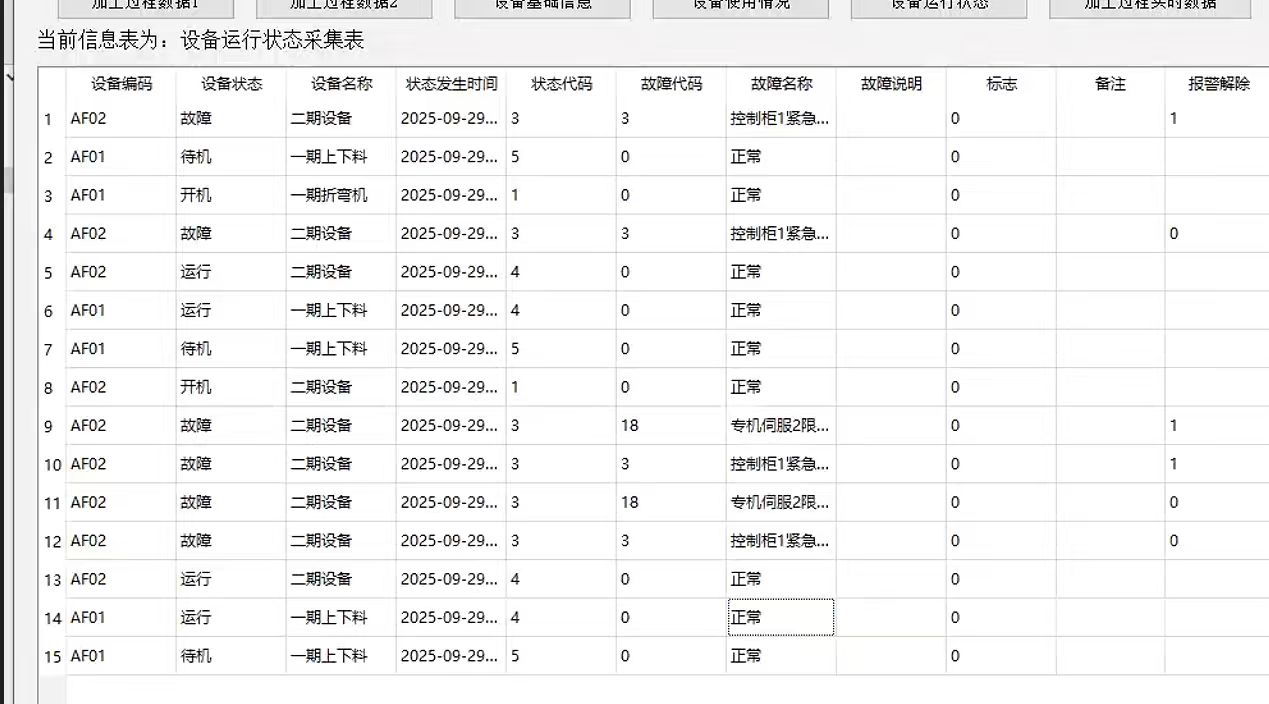 加工过程数据1 加工过程数据2 设备基础信息 设备使用情况 设备运行状态 加工过程实时数据
当前信息表为：设备运行状态采集表
设备编码 设备状态 设备名称 状态发生时间 状态代码 故障代码 故障名称 故障说明 标志 备注 报警解除
1 AF02 故障 二期设备 2025-09-29... 3 3 控制柜1紧急... 0 1
2 AF01 待机 一期上下料 2025-09-29... 5 0 正常 0
3 AF01 开机 一期折弯机 2025-09-29... 1 0 正常 0
4 AF02 故障 二期设备 2025-09-29... 3 3 控制柜1紧急... 0 0
5 AF02 运行 二期设备 2025-09-29... 4 0 正常 0
6 AF01 运行 一期上下料 2025-09-29... 4 0 正常 0
7 AF01 待机 一期上下料 2025-09-29... 5 0 正常 0
8 AF02 开机 二期设备 2025-09-29... 1 0 正常 0
9 AF02 故障 二期设备 2025-09-29... 3 18 专机伺服2限... 0 1
10 AF02 故障 二期设备 2025-09-29... 3 3 控制柜1紧急... 0 1
11 AF02 故障 二期设备 2025-09-29... 3 18 专机伺服2限... 0 0
12 AF02 故障 二期设备 2025-09-29... 3 3 控制柜1紧急... 0 0
13 AF02 运行 二期设备 2025-09-29... 4 0 正常 0
14 AF01 运行 一期上下料 2025-09-29... 4 0 正常 0
15 AF01 待机 一期上下料 2025-09-29... 5 0 正常 0